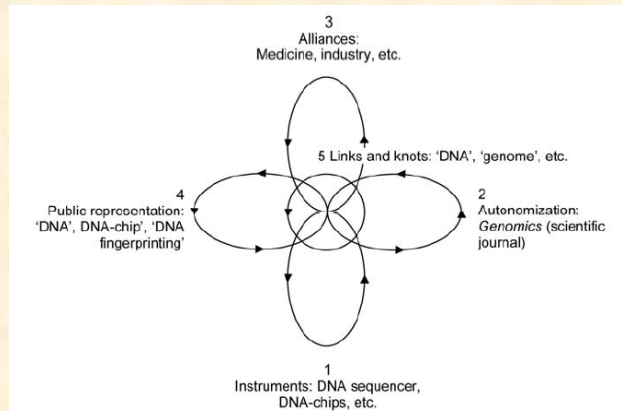 3
Alliances:
Medicine, industry, etc.
5 Links and knots: ‘DNA’, ‘genome’, etc.
4
Public representation:
‘DNA’, DNA-chip’, ‘DNA
fingerprinting’
2
Autonomization:
Genomics (scientific
journal)
1
Instruments: DNA sequencer,
DNA-chips, etc.